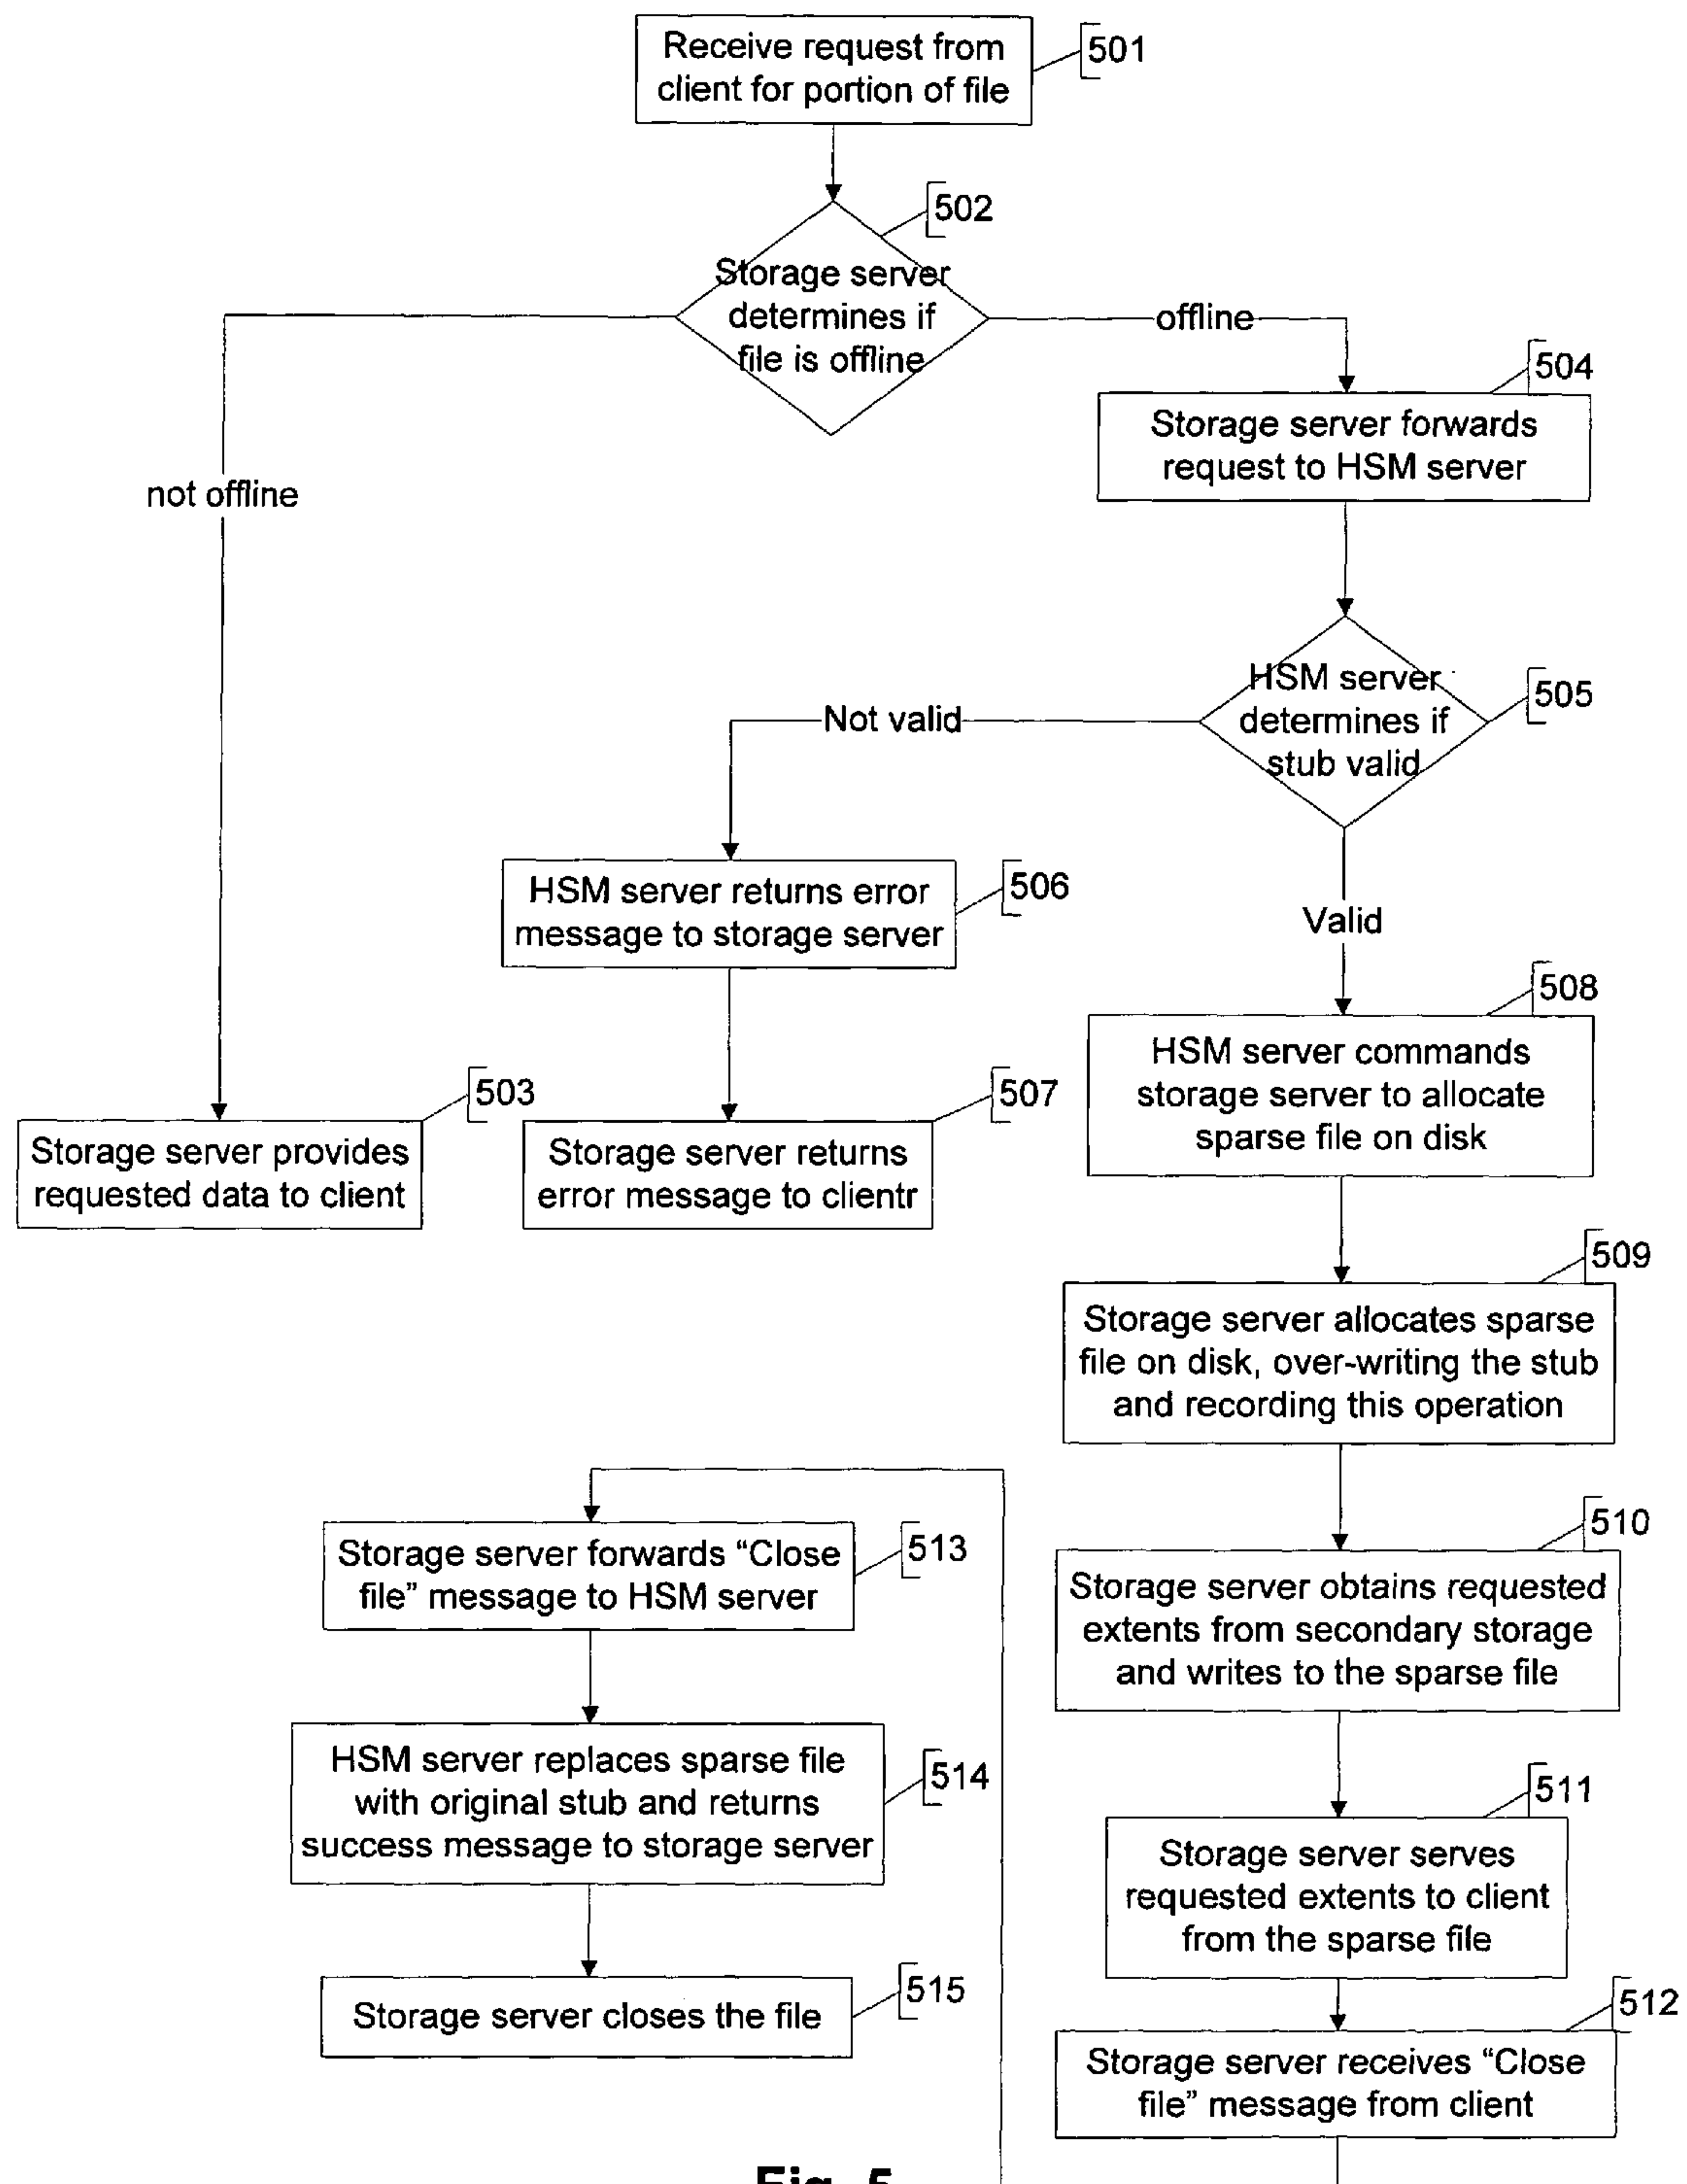 Receive request from
client for portion of file
501
502
Storage server
determines if
file is offline
offline
not offline
504
Storage server forwards
request to HSM server
HSM server
determines if
stub valid
505
Not valid
Valid
HSM server returns error
message to storage server
506
508
HSM server commands
storage server to allocate
sparse file on disk
503
Storage server provides
requested data to client
507
Storage server returns
error message to clientr
509
Storage server allocates sparse
file on disk, over-writing the stub
and recording this operation
510
Storage server obtains requested
extents from secondary storage
and writes to the sparse file
Storage server forwards “Close
file” message to HSM server
513
HSM server replaces sparse file
with original stub and returns
success message to storage server
514
511
Storage server serves
requested extents to client
from the sparse file
Storage server closes the file
515
512
Storage server receives “Close
file” message from client
Fig. 5